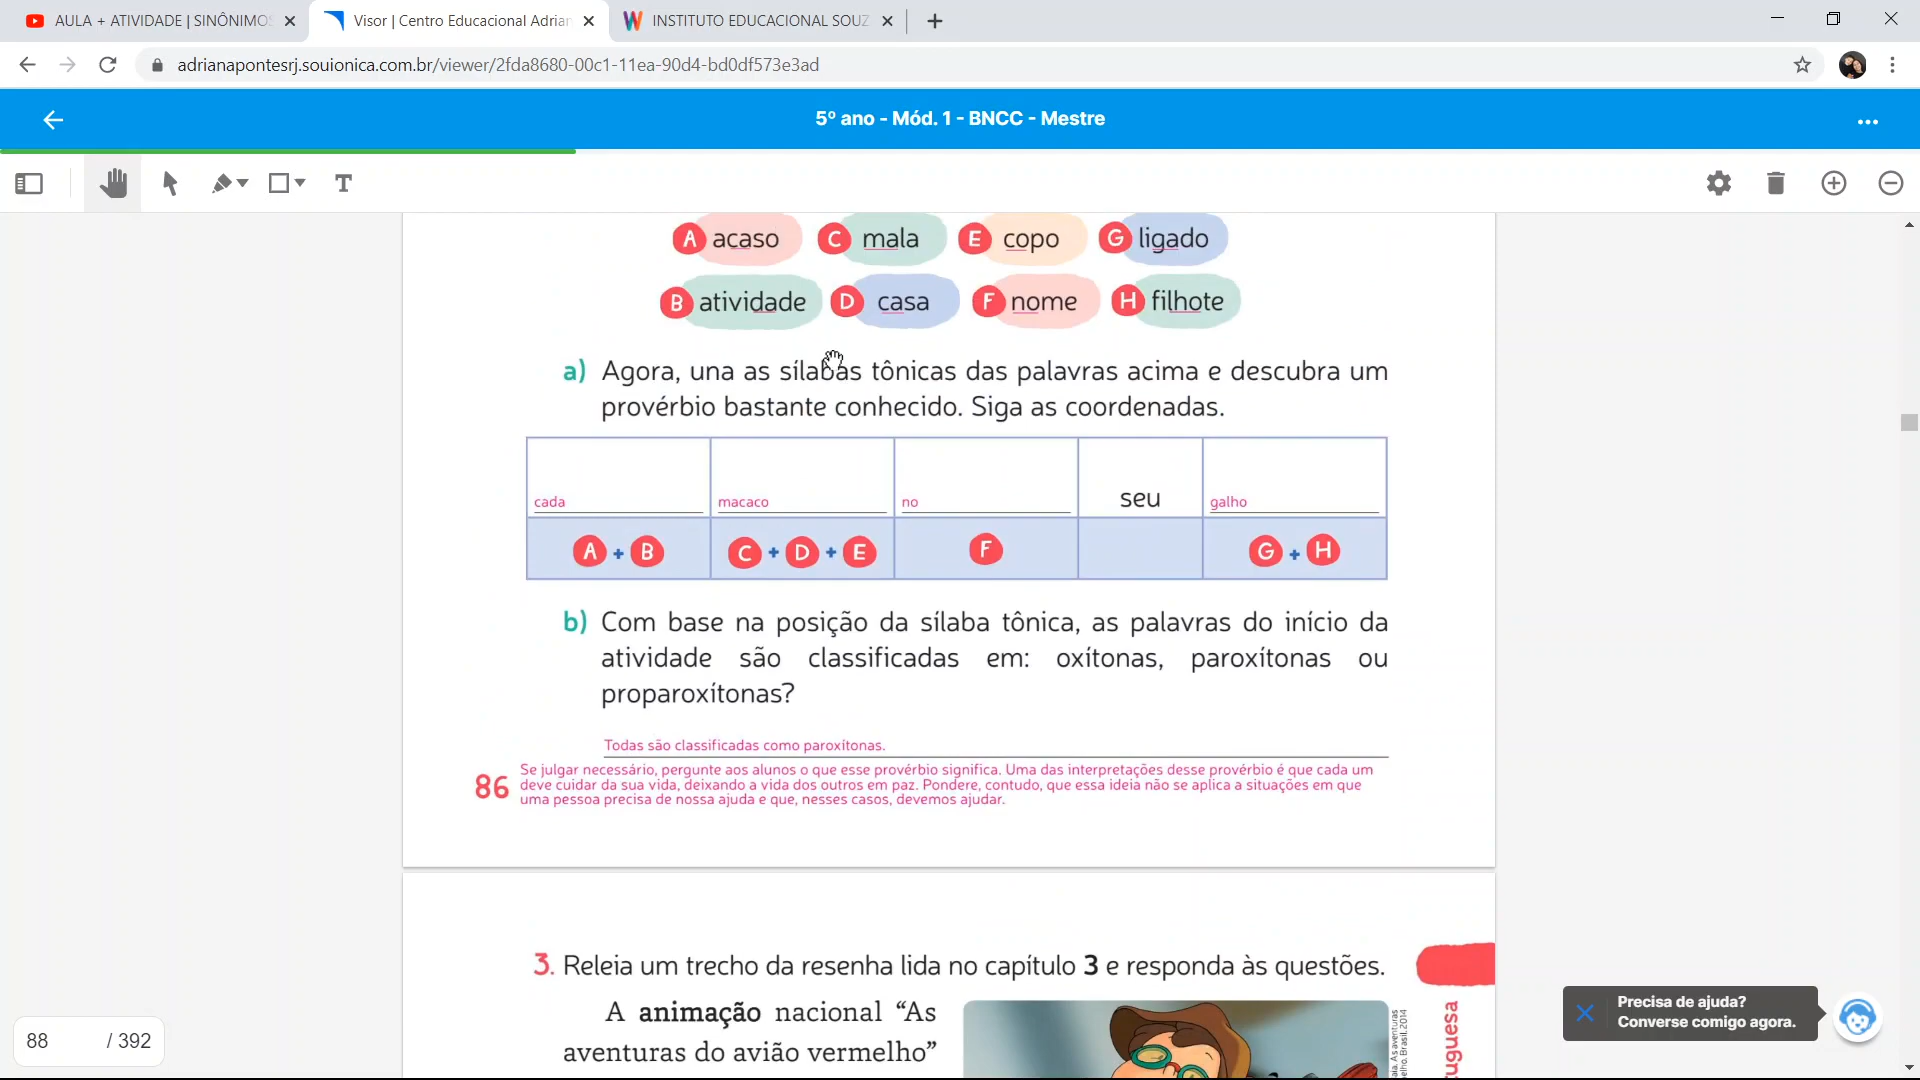 AULA + ATIVIDADE | SINÔNIMOS
Visor | Centro Educacional Adrian
INSTITUTO EDUCACIONAL SOUZ
adrianapontesrj.souionica.com.br/viewer/2fda8680-00c1-11ea-90d4-bd0df573e3ad
5º ano - Mód. 1 - BNCC - Mestre
T
A acaso C mala E copo G ligado
B atividade D casa F nome H filhote
a) Agora, una as sílabas tônicas das palavras acima e descubra um
provérbio bastante conhecido. Siga as coordenadas.
cada macaco no seu galho
A + B C + D + E F G + H
b) Com base na posição da sílaba tônica, as palavras do início da
atividade são classificadas em: oxítonas, paroxítonas ou
proparoxítonas?
Todas são classificadas como paroxítonas.
Se julgar necessário, pergunte aos alunos o que esse provérbio significa. Uma das interpretações desse provérbio é que cada um
86 deve cuidar da sua vida, deixando a vida dos outros em paz. Pondere, contudo, que essa ideia não se aplica a situações em que
uma pessoa precisa de nossa ajuda e que, nesses casos, devemos ajudar.
3. Releia um trecho da resenha lida no capítulo 3 e responda às questões.
A animação nacional “As
aventuras do avião vermelho”
Precisa de ajuda?
Converse comigo agora.
88 / 392